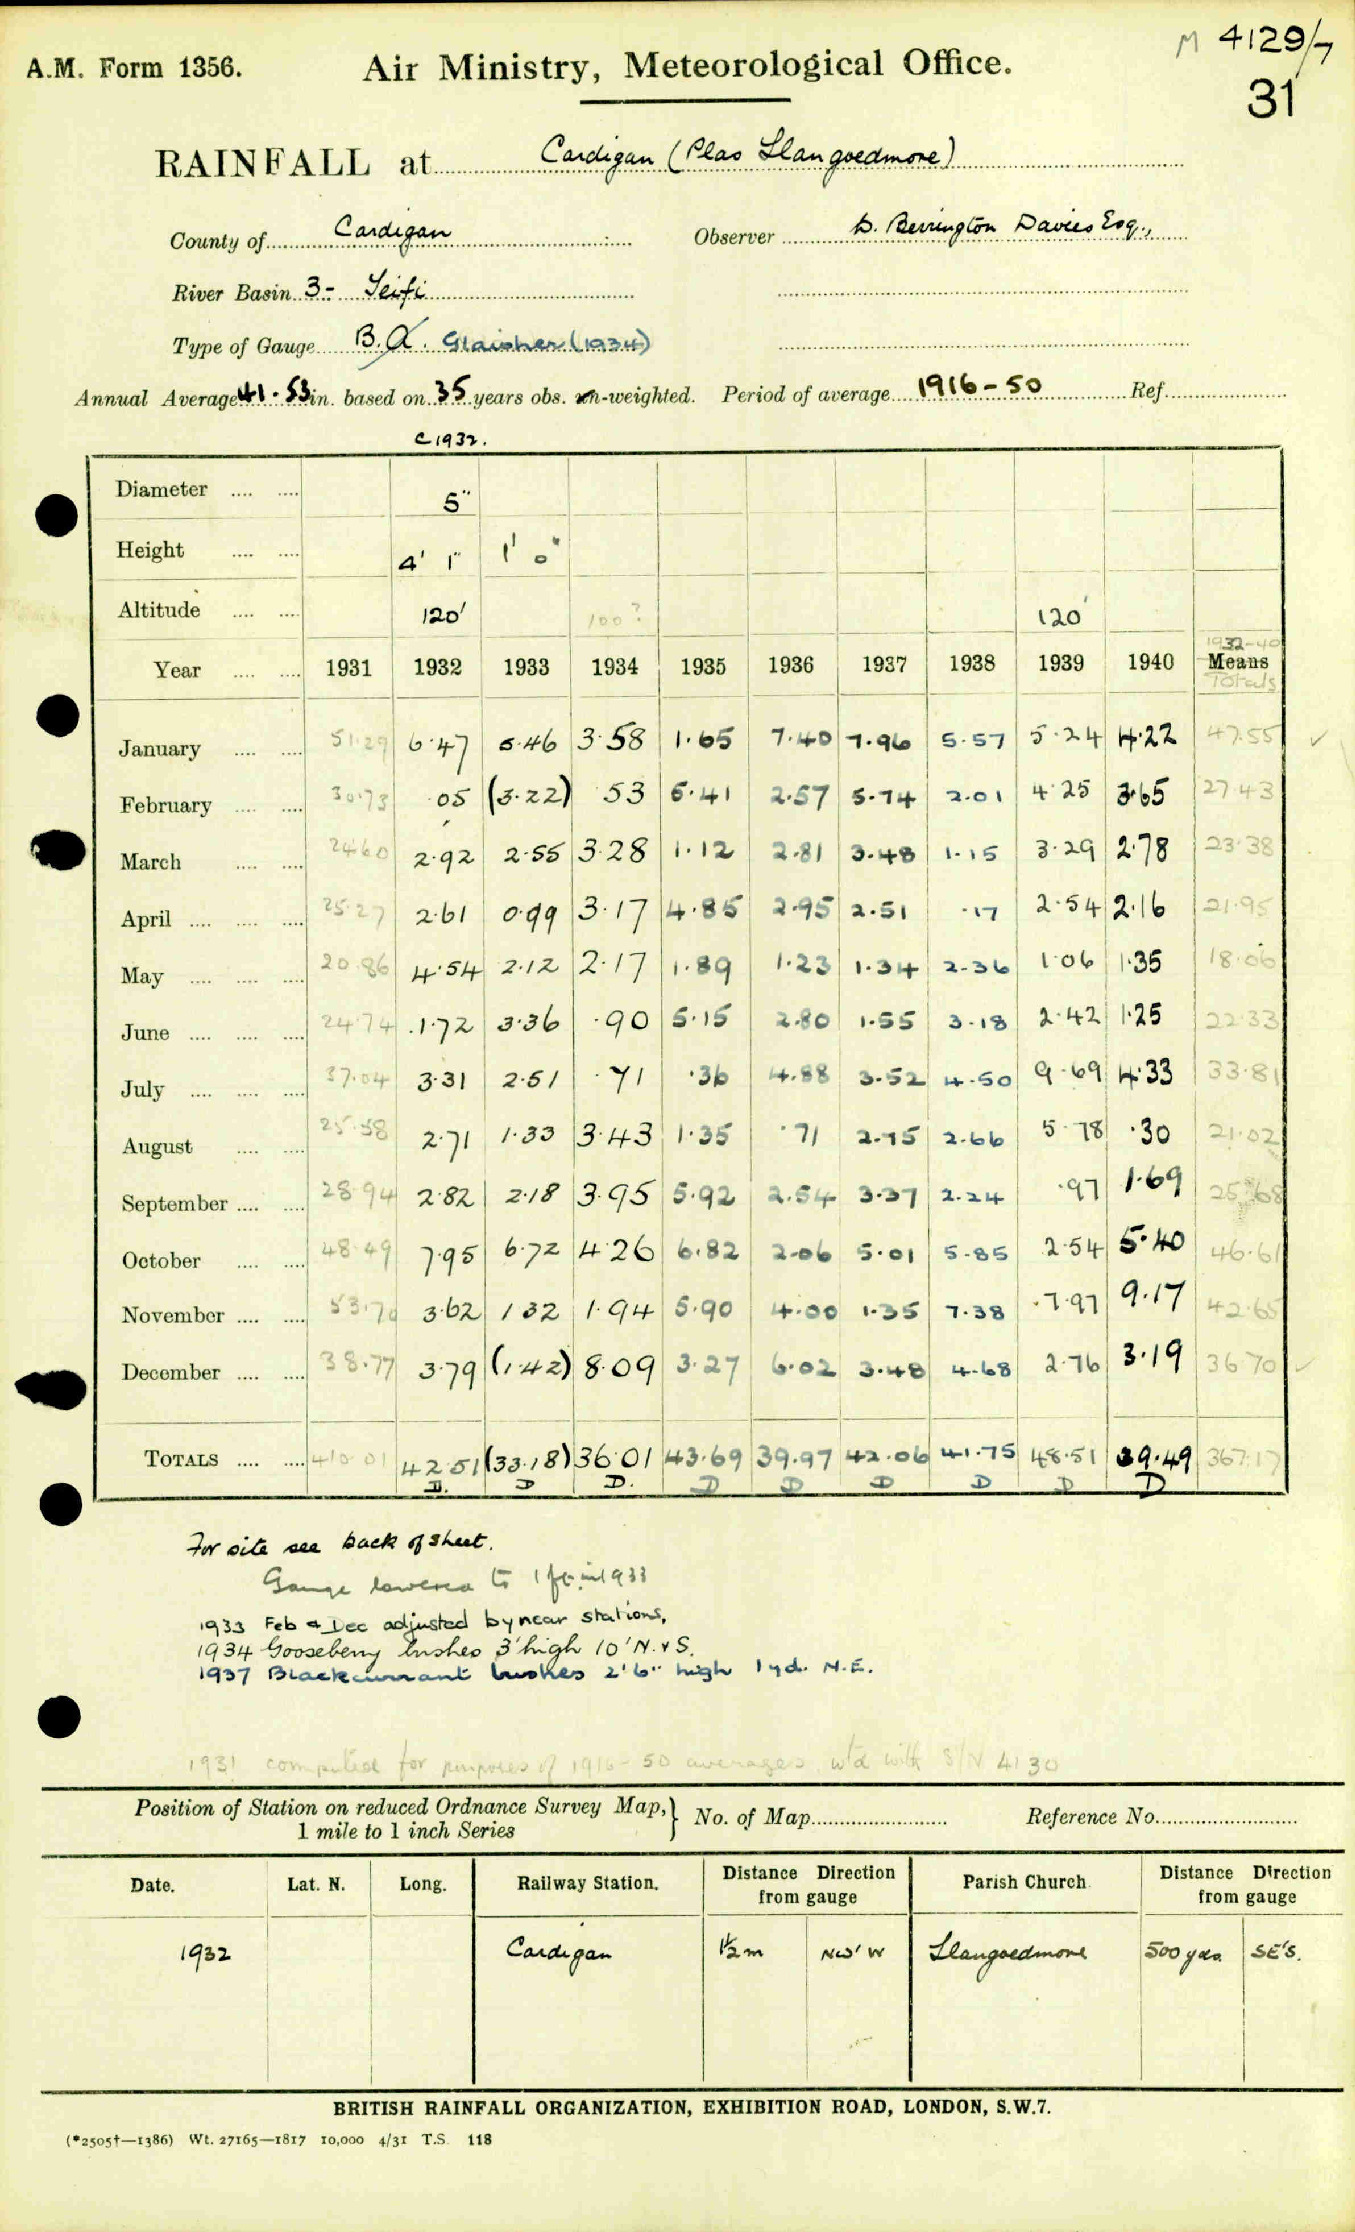 M 4129/7
A.M. Form 1356. Air Ministry, Meteorological Office.
31
RAINFALL at Cardigan (Plas Llangoedmore)
County of Cardigan Observer D. Berrington Davies Esq.,
River Basin 3- Teifi
Type of Gauge B.A. Glaisher (1934)
Annual Average 41.53 in. based on 35 years obs. un-weighted. Period of average 1916-50 Ref.
c 1932.
Diameter 5"
Height 4' 1" 1' 0"
Altitude 120' 100? 120'
1932-40
Year 1931 1932 1933 1934 1935 1936 1937 1938 1939 1940 Means
Totals
January 51.29 6.47 5.46 3.58 1.65 7.40 7.96 5.57 5.24 4.22 47.55 ✓
February 30.73 .05 (3.22) .53 5.41 2.57 5.74 2.01 4.25 3.65 27.43
March 24.60 2.92 2.55 3.28 1.12 2.81 3.48 1.15 3.29 2.78 23.38
April 25.27 2.61 0.99 3.17 4.85 2.95 2.51 .17 2.54 2.16 21.95
May 20.86 4.54 2.12 2.17 1.89 1.23 1.34 2.36 1.06 1.35 18.06
June 24.74 1.72 3.36 .90 5.15 2.80 1.55 3.18 2.42 1.25 22.33
July 37.04 3.31 2.51 .71 .36 4.88 3.52 4.50 9.69 4.33 33.81
August 25.58 2.71 1.33 3.43 1.35 .71 2.75 2.66 5.78 .30 21.02
September 28.94 2.82 2.18 3.95 5.92 2.54 3.37 2.24 .97 1.69 25.68
October 48.49 7.95 6.72 4.26 6.82 2.06 5.01 5.85 2.54 5.40 46.61
November 53.70 3.62 1.32 1.94 5.90 4.00 1.35 7.38 7.97 9.17 42.65
December 38.77 3.79 (1.42) 8.09 3.27 6.02 3.48 4.68 2.76 3.19 36.70 ✓
TOTALS 410.01 42.51 (33.18) 36.01 43.69 39.97 42.06 41.75 48.51 39.49 367.17
D. D D. D D D D D D
For site see back of sheet.
Gauge lowered to 1 ft. in 1933
1933 Feb & Dec adjusted by near stations,
1934 Gooseberry bushes 3' high 10' N. & S.
1937 Blackcurrant bushes 2'6" high 1 yd. N.E.
1931 computed for purposes of 1916-50 averages w'd with S/N 4130
Position of Station on reduced Ordnance Survey Map, } No. of Map Reference No.
1 mile to 1 inch Series
Date. Lat. N. Long. Railway Station. Distance Direction from gauge Parish Church Distance Direction from gauge
1932 Cardigan 1½ m NW'W Llangoedmore 500 yds. SE'S.
BRITISH RAINFALL ORGANIZATION, EXHIBITION ROAD, LONDON, S.W.7.
(*2505†—1386) Wt. 27165—1817 10,000 4/31 T.S. 118